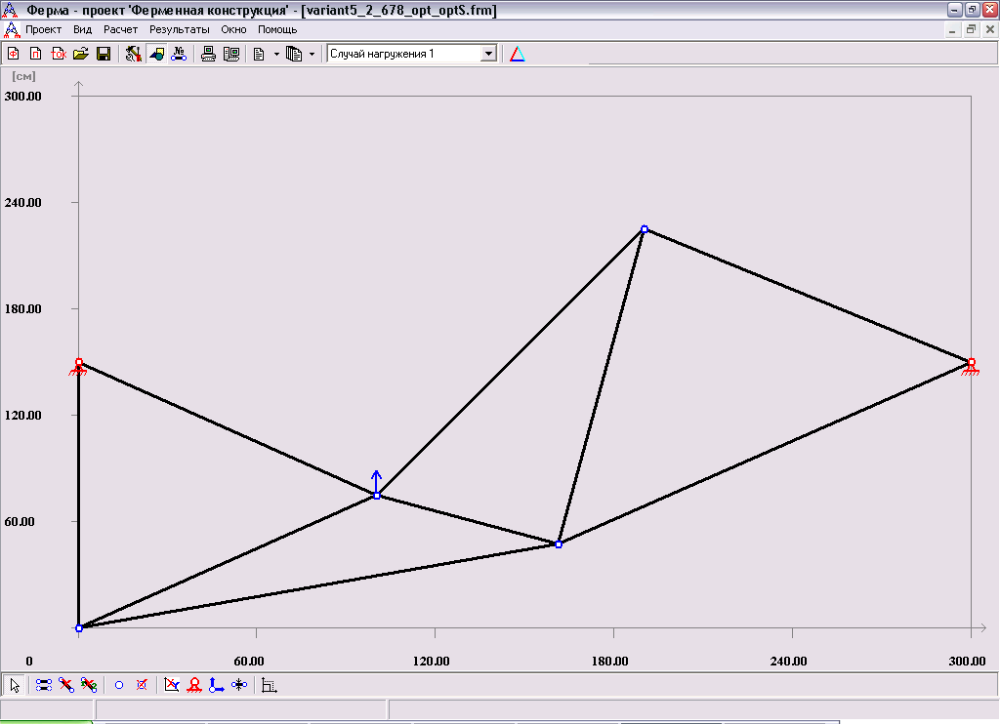 Ферма - проект 'Ферменная конструкция' - [variant5_2_678_opt_optS.frm]
Проект Вид Расчет Результаты Окно Помощь
Случай нагружения 1
[см]
300.00
240.00
180.00
120.00
60.00
0 60.00 120.00 180.00 240.00 300.00